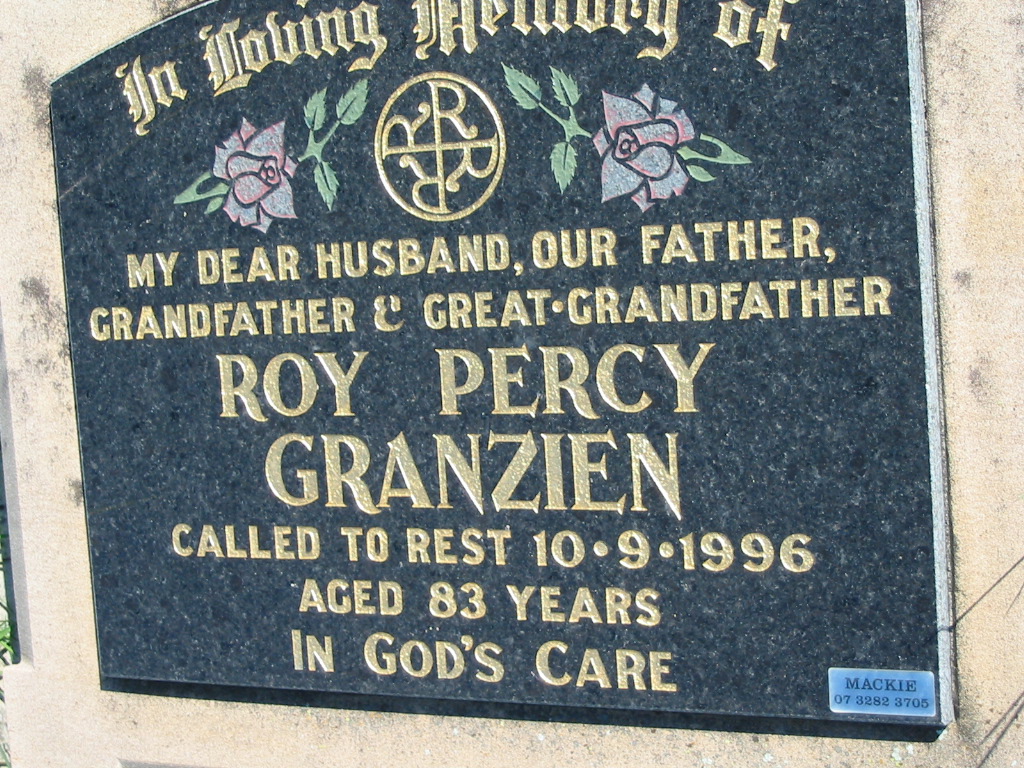 In Loving Memory of
R R R R
MY DEAR HUSBAND, OUR FATHER,
GRANDFATHER & GREAT·GRANDFATHER
ROY PERCY
GRANZIEN
CALLED TO REST 10·9·1996
AGED 83 YEARS
IN GOD'S CARE
MACKIE
07 3282 3705